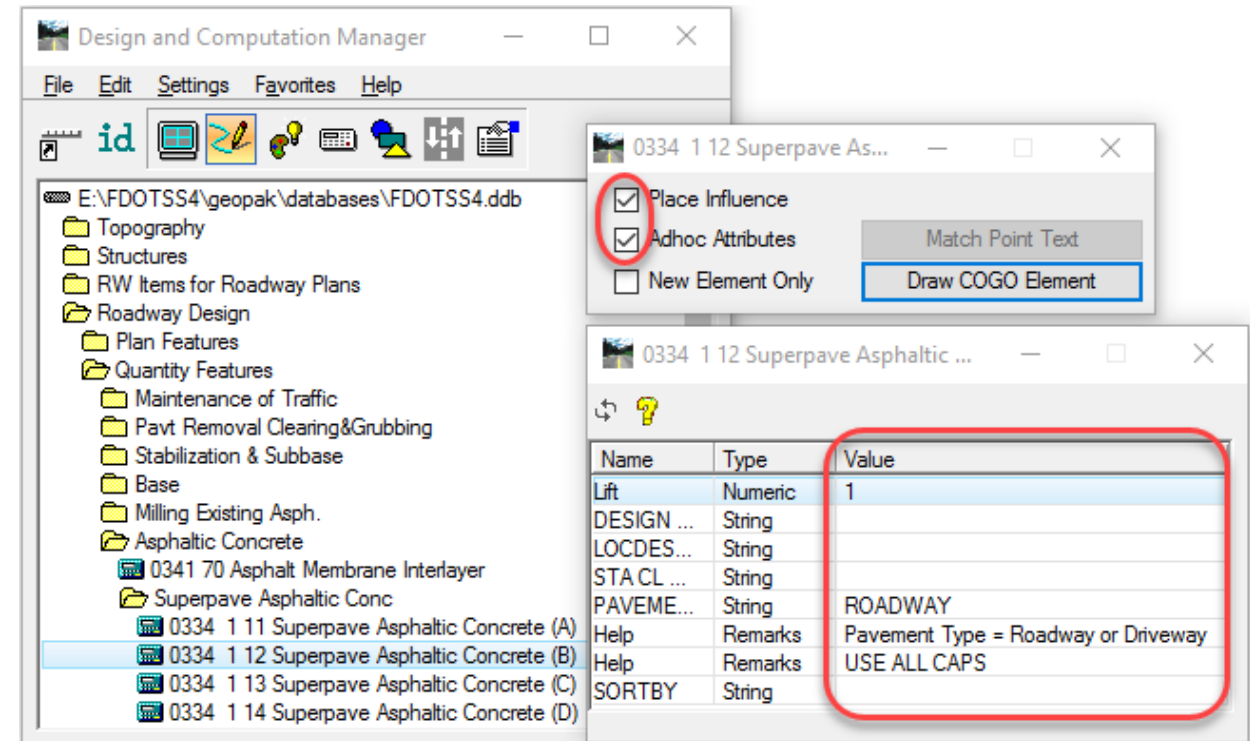 Design and Computation Manager
File Edit Settings Favorites Help
id
E:\FDOTSS4\geopak\databases\FDOTSS4.ddb
Topography
Structures
RW Items for Roadway Plans
Roadway Design
Plan Features
Quantity Features
Maintenance of Traffic
Pavt Removal Clearing&Grubbing
Stabilization & Subbase
Base
Milling Existing Asph.
Asphaltic Concrete
0341 70 Asphalt Membrane Interlayer
Superpave Asphaltic Conc
0334 1 11 Superpave Asphaltic Concrete (A)
0334 1 12 Superpave Asphaltic Concrete (B)
0334 1 13 Superpave Asphaltic Concrete (C)
0334 1 14 Superpave Asphaltic Concrete (D)
0334 1 12 Superpave As...
Place Influence
Adhoc Attributes Match Point Text
New Element Only Draw COGO Element
0334 1 12 Superpave Asphaltic ...
Name Type Value
Lift Numeric 1
DESIGN ... String
LOCDES... String
STA CL ... String
PAVEME... String ROADWAY
Help Remarks Pavement Type = Roadway or Driveway
Help Remarks USE ALL CAPS
SORTBY String